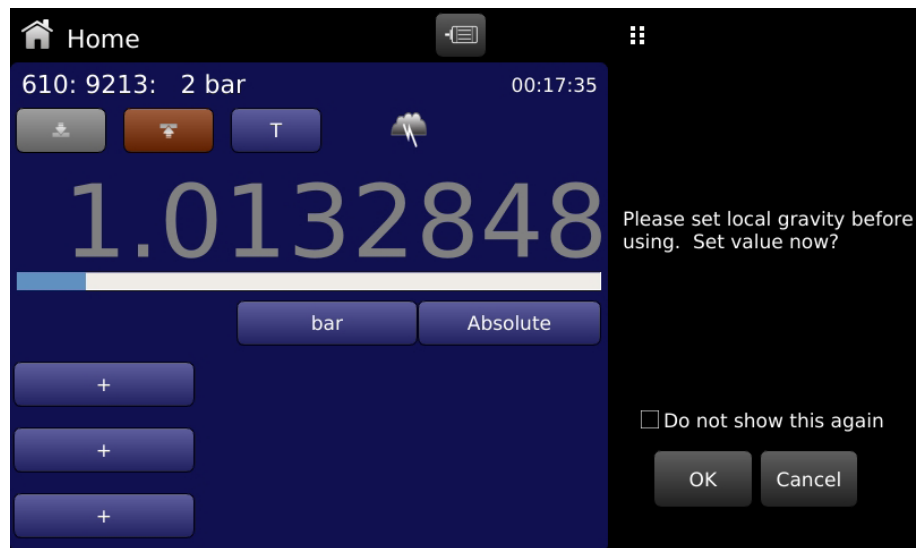 Home
610: 9213:  2 bar
00:17:35
T
1.0132848
bar
Absolute
+
+
+
Please set local gravity before
using.  Set value now?
Do not show this again
OK
Cancel